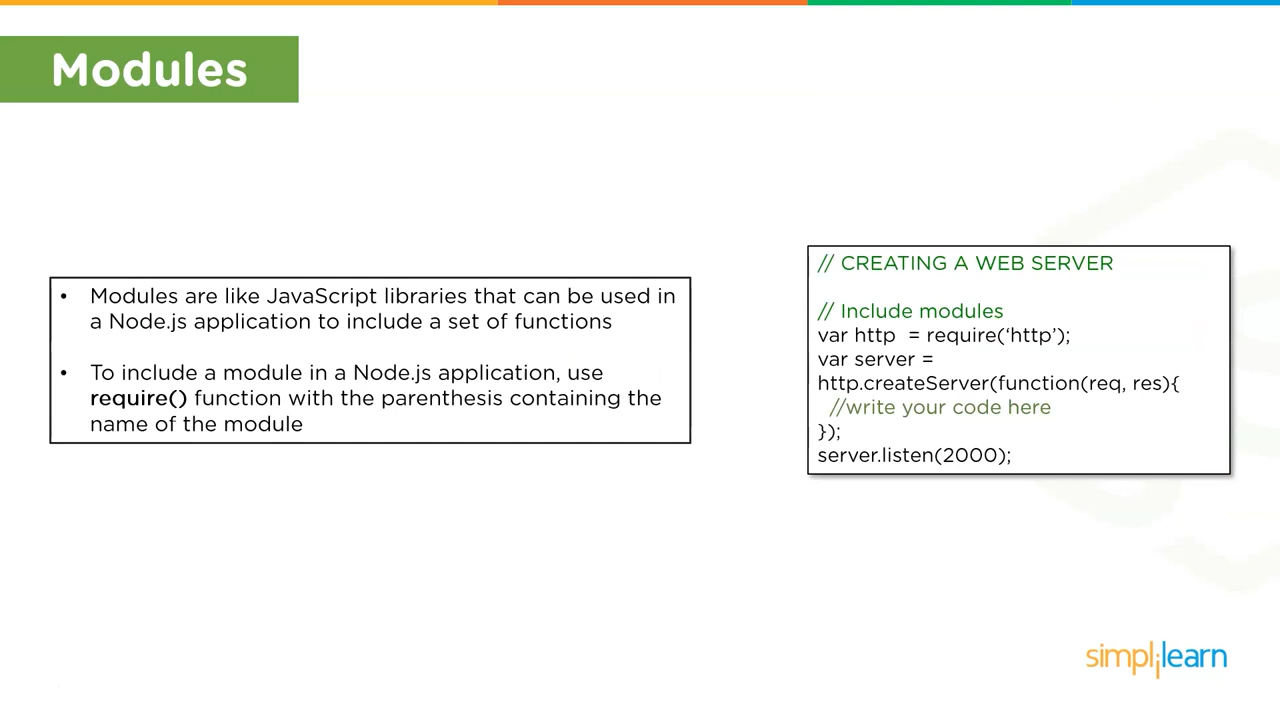 Modules
• Modules are like JavaScript libraries that can be used in
a Node.js application to include a set of functions
• To include a module in a Node.js application, use
require() function with the parenthesis containing the
name of the module
// CREATING A WEB SERVER
// Include modules
var http  = require(‘http’);
var server =
http.createServer(function(req, res){
//write your code here
});
server.listen(2000);
simplilearn